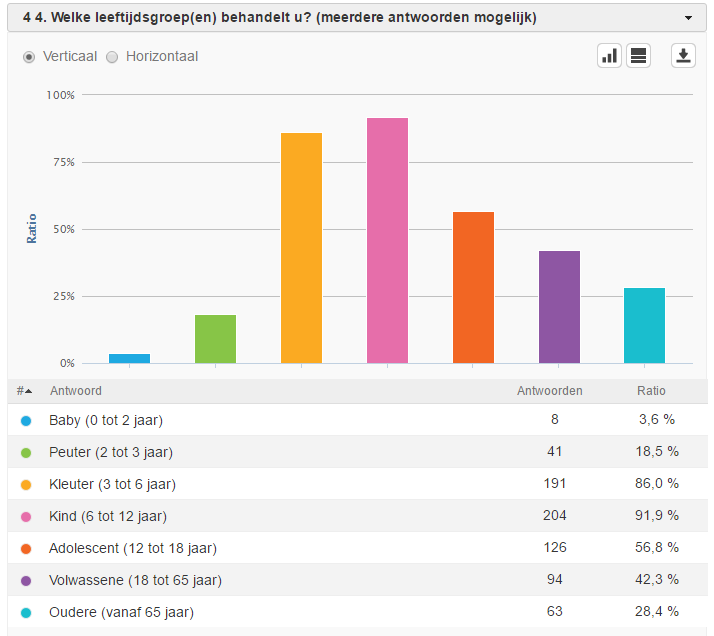 4 4. Welke leeftijdsgroep(en) behandelt u? (meerdere antwoorden mogelijk)
Verticaal Horizontaal
100%
75%
50%
25%
0%
Ratio
# Antwoord Antwoorden Ratio
Baby (0 tot 2 jaar) 8 3,6 %
Peuter (2 tot 3 jaar) 41 18,5 %
Kleuter (3 tot 6 jaar) 191 86,0 %
Kind (6 tot 12 jaar) 204 91,9 %
Adolescent (12 tot 18 jaar) 126 56,8 %
Volwassene (18 tot 65 jaar) 94 42,3 %
Oudere (vanaf 65 jaar) 63 28,4 %